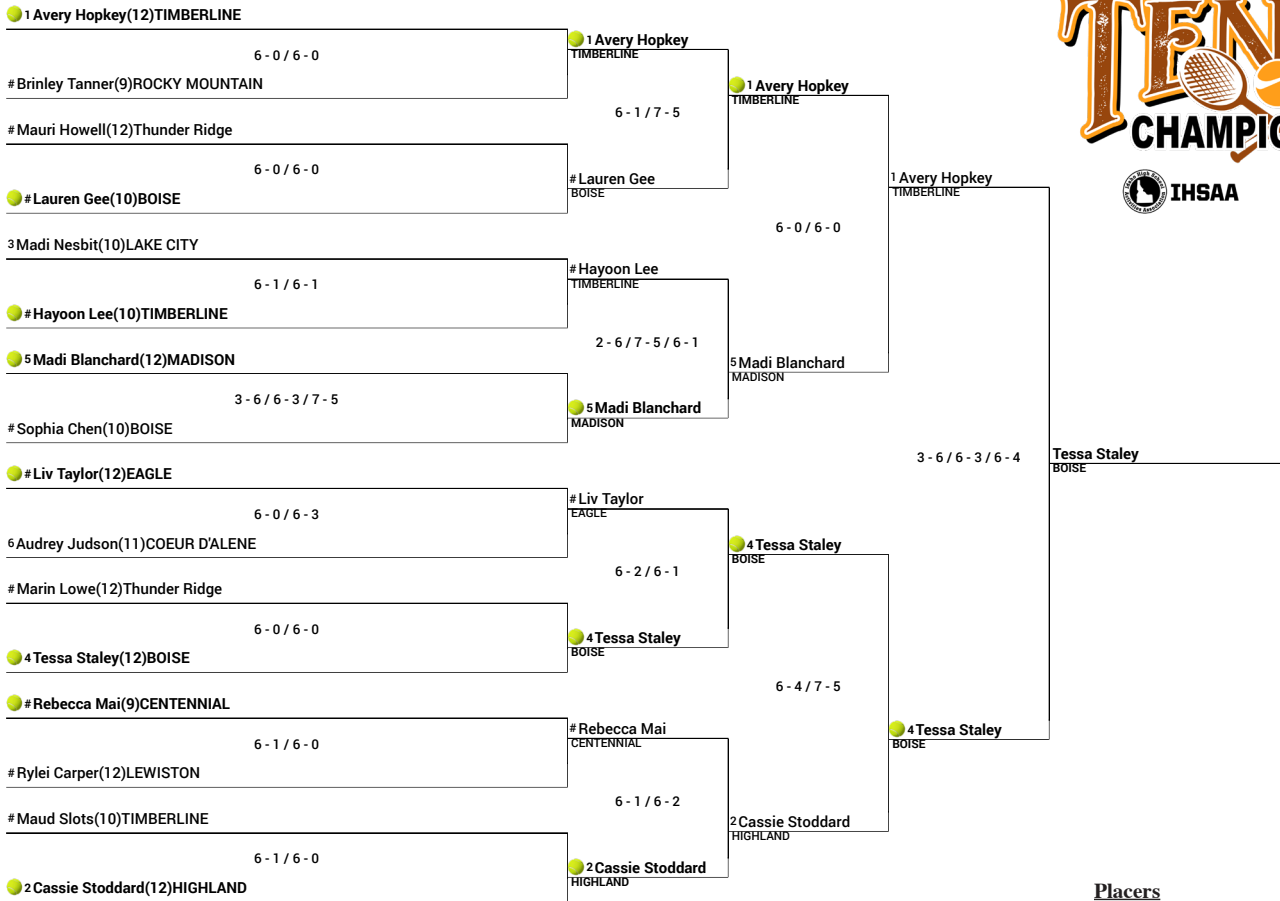 1 Avery Hopkey(12)TIMBERLINE
6 - 0 / 6 - 0
# Brinley Tanner(9)ROCKY MOUNTAIN
# Mauri Howell(12)Thunder Ridge
6 - 0 / 6 - 0
# Lauren Gee(10)BOISE
3 Madi Nesbit(10)LAKE CITY
6 - 1 / 6 - 1
# Hayoon Lee(10)TIMBERLINE
5 Madi Blanchard(12)MADISON
3 - 6 / 6 - 3 / 7 - 5
# Sophia Chen(10)BOISE
# Liv Taylor(12)EAGLE
6 - 0 / 6 - 3
6 Audrey Judson(11)COEUR D'ALENE
# Marin Lowe(12)Thunder Ridge
6 - 0 / 6 - 0
4 Tessa Staley(12)BOISE
# Rebecca Mai(9)CENTENNIAL
6 - 1 / 6 - 0
# Rylei Carper(12)LEWISTON
# Maud Slots(10)TIMBERLINE
6 - 1 / 6 - 0
2 Cassie Stoddard(12)HIGHLAND
1 Avery Hopkey
TIMBERLINE
6 - 1 / 7 - 5
# Lauren Gee
BOISE
# Hayoon Lee
TIMBERLINE
2 - 6 / 7 - 5 / 6 - 1
5 Madi Blanchard
MADISON
# Liv Taylor
EAGLE
6 - 2 / 6 - 1
4 Tessa Staley
BOISE
# Rebecca Mai
CENTENNIAL
6 - 1 / 6 - 2
2 Cassie Stoddard
HIGHLAND
1 Avery Hopkey
TIMBERLINE
6 - 0 / 6 - 0
5 Madi Blanchard
MADISON
4 Tessa Staley
BOISE
6 - 4 / 7 - 5
2 Cassie Stoddard
HIGHLAND
1 Avery Hopkey
TIMBERLINE
3 - 6 / 6 - 3 / 6 - 4
4 Tessa Staley
BOISE
Tessa Staley
BOISE
TEN
CHAMPIO
IHSAA
Placers